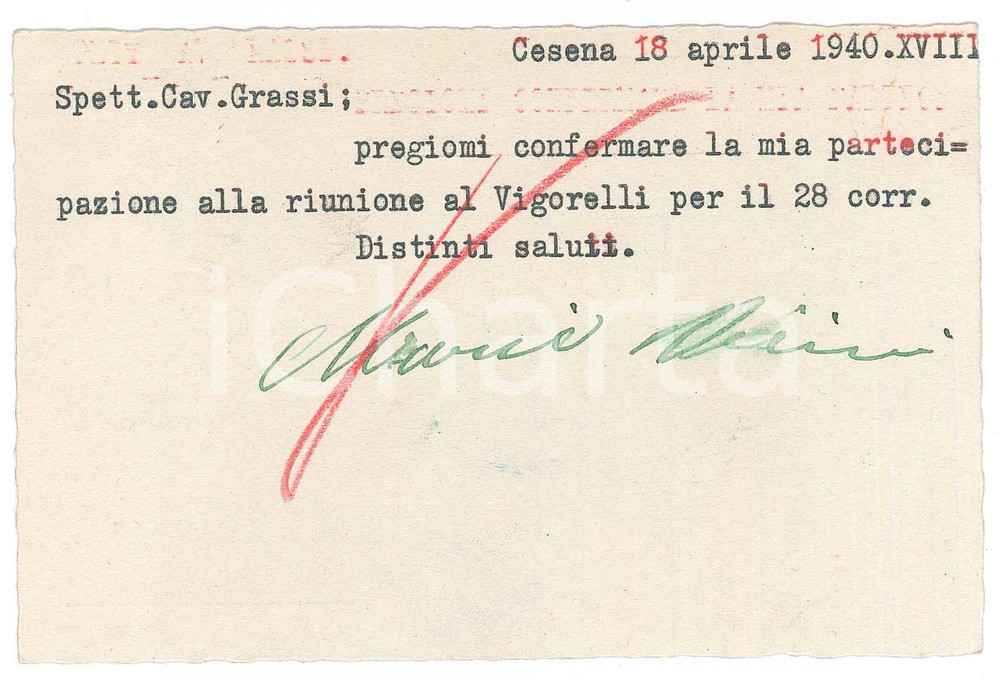 Cesena 18 aprile 1940.XVIII
Spett.Cav.Grassi;
pregiomi confermare la mia parteci=
pazione alla riunione al Vigorelli per il 28 corr.
Distinti saluti.
iCharta